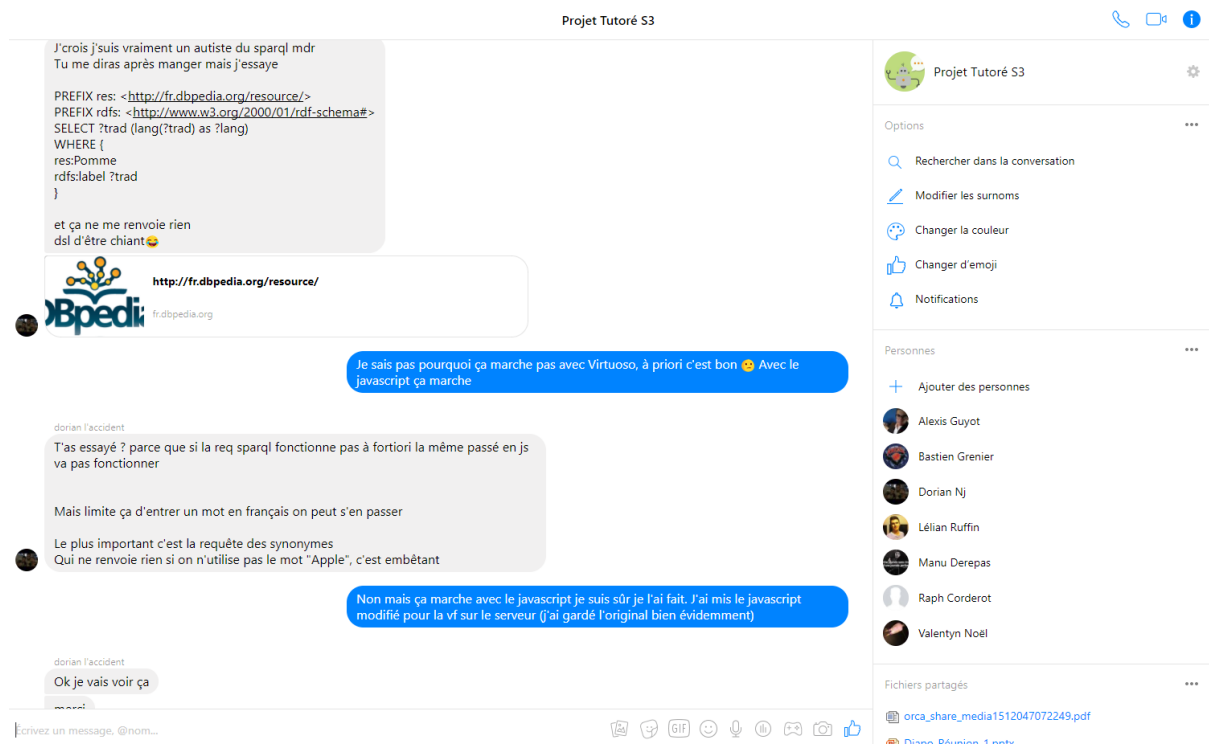 Projet Tutoré S3
J'crois j'suis vraiment un autiste du sparql mdr
Tu me diras après manger mais j'essaye
PREFIX res: <http://fr.dbpedia.org/resource/>
PREFIX rdfs: <http://www.w3.org/2000/01/rdf-schema#>
SELECT ?trad (lang(?trad) as ?lang)
WHERE {
res:Pomme
rdfs:label ?trad
}
et ça ne me renvoie rien
dsl d'être chiant😂
DBpedi
http://fr.dbpedia.org/resource/
fr.dbpedia.org
Je sais pas pourquoi ça marche pas avec Virtuoso, à priori c'est bon 😕 Avec le
javascript ça marche
dorian l'accident
T'as essayé ? parce que si la req sparql fonctionne pas à fortiori la même passé en js
va pas fonctionner
Mais limite ça d'entrer un mot en français on peut s'en passer
Le plus important c'est la requête des synonymes
Qui ne renvoie rien si on n'utilise pas le mot "Apple", c'est embêtant
Non mais ça marche avec le javascript je suis sûr je l'ai fait. J'ai mis le javascript
modifié pour la vf sur le serveur (j'ai gardé l'original bien évidemment)
dorian l'accident
Ok je vais voir ça
merci
Écrivez un message, @nom...
GIF
Projet Tutoré S3
Options
Rechercher dans la conversation
Modifier les surnoms
Changer la couleur
Changer d'emoji
Notifications
Personnes
Ajouter des personnes
Alexis Guyot
Bastien Grenier
Dorian Nj
Lélian Ruffin
Manu Derepas
Raph Corderot
Valentyn Noël
Fichiers partagés
orca_share_media1512047072249.pdf
Diapo_Réunion_1.pptx